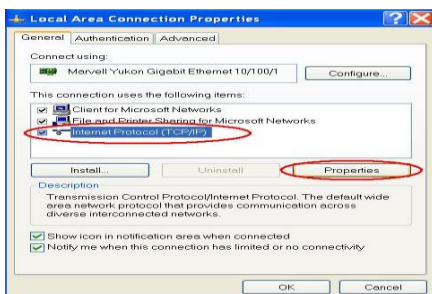 Local Area Connection Properties
General Authentication Advanced
Connect using:
Marvell Yukon Gigabit Ethernet 10/100/1 Configure...
This connection uses the following items:
Client for Microsoft Networks
File and Printer Sharing for Microsoft Networks
Internet Protocol (TCP/IP)
Install... Uninstall Properties
Description
Transmission Control Protocol/Internet Protocol. The default wide
area network protocol that provides communication across
diverse interconnected networks.
Show icon in notification area when connected
Notify me when this connection has limited or no connectivity
OK Cancel